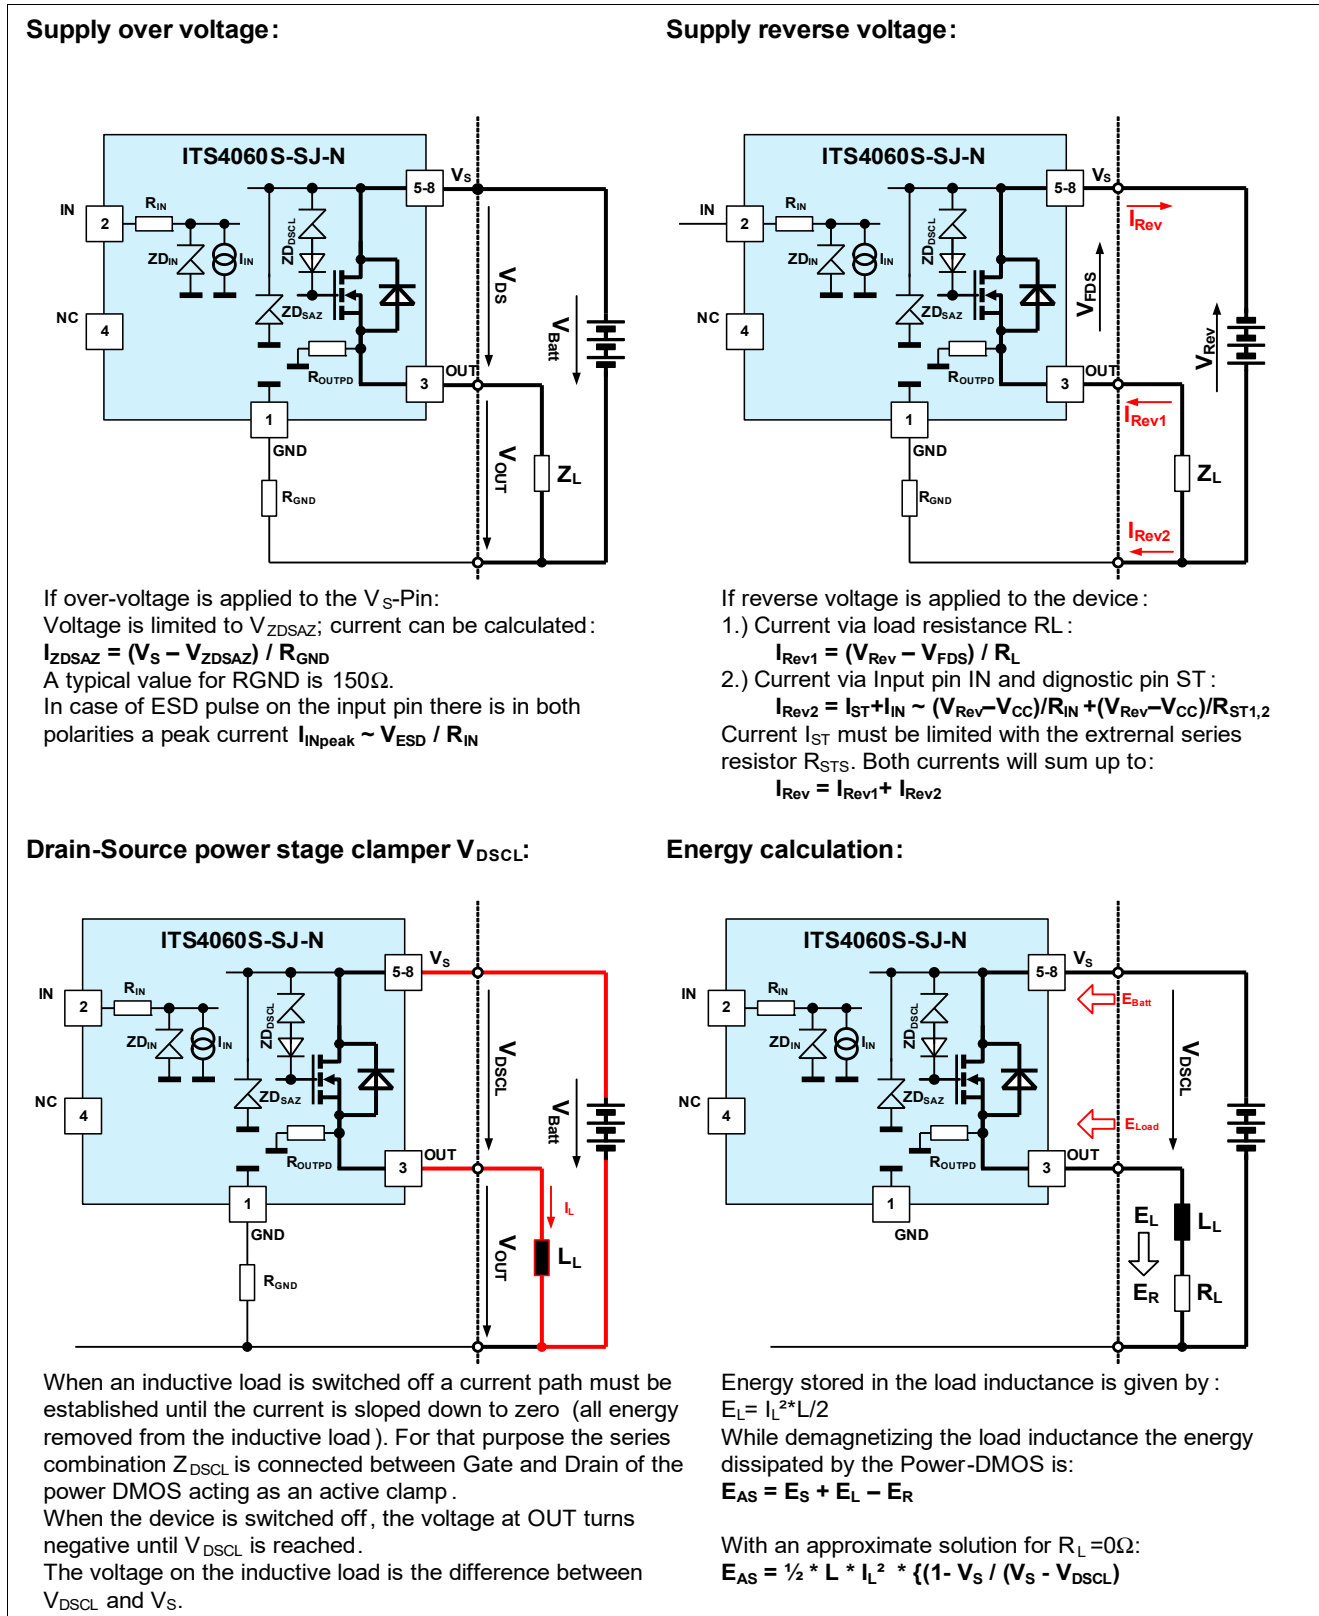 Supply over voltage:
ITS4060S-SJ-N
VS
5-8
IN
2
RIN
ZDIN
IIN
ZDDSCL
ZDSAZ
NC
4
ROUTPD
OUT
3
1
GND
RGND
VDS
VBatt
VOUT
ZL
If over-voltage is applied to the VS-Pin:
Voltage is limited to VZDSAZ; current can be calculated:
IZDSAZ = (VS – VZDSAZ) / RGND
A typical value for RGND is 150Ω.
In case of ESD pulse on the input pin there is in both
polarities a peak current IINpeak ~ VESD / RIN
Supply reverse voltage:
ITS4060S-SJ-N
VS
5-8
IRev
IN
2
RIN
ZDIN
IIN
ZDDSCL
ZDSAZ
VFDS
VRev
NC
4
ROUTPD
OUT
3
IRev1
1
GND
RGND
ZL
IRev2
If reverse voltage is applied to the device:
1.) Current via load resistance RL:
IRev1 = (VRev – VFDS) / RL
2.) Current via Input pin IN and dignostic pin ST:
IRev2 = IST+IIN ~ (VRev–VCC)/RIN +(VRev–VCC)/RST1,2
Current IST must be limited with the extrernal series
resistor RSTS. Both currents will sum up to:
IRev = IRev1+ IRev2
Drain-Source power stage clamper VDSCL:
ITS4060S-SJ-N
VS
5-8
IN
2
RIN
ZDIN
IIN
ZDDSCL
ZDSAZ
VDSCL
VBatt
NC
4
ROUTPD
OUT
3
1
GND
RGND
IL
LL
VOUT
When an inductive load is switched off a current path must be
established until the current is sloped down to zero (all energy
removed from the inductive load). For that purpose the series
combination ZDSCL is connected between Gate and Drain of the
power DMOS acting as an active clamp.
When the device is switched off, the voltage at OUT turns
negative until VDSCL is reached.
The voltage on the inductive load is the difference between
VDSCL and VS.
Energy calculation:
ITS4060S-SJ-N
VS
5-8
EBatt
IN
2
RIN
ZDIN
IIN
ZDDSCL
ZDSAZ
VDSCL
NC
4
ELoad
ROUTPD
OUT
3
1
GND
EL
LL
ER
RL
Energy stored in the load inductance is given by:
EL= IL²*L/2
While demagnetizing the load inductance the energy
dissipated by the Power-DMOS is:
EAS = ES + EL – ER
With an approximate solution for RL =0Ω:
EAS = ½ * L * IL² * {(1- VS / (VS - VDSCL)